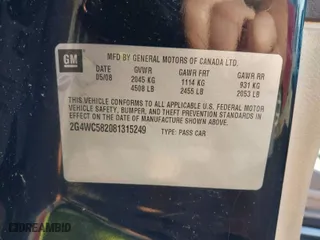 GM
MFD BY GENERAL MOTORS OF CANADA LTD.
DATE GVWR GAWR FRT GAWR RR
05/08 2045 KG 1114 KG 931 KG
4508 LB 2455 LB 2053 LB
THIS VEHICLE CONFORMS TO ALL APPLICABLE U.S. FEDERAL MOTOR
VEHICLE SAFETY, BUMPER, AND THEFT PREVENTION STANDARDS
IN EFFECT ON THE DATE OF MANUFACTURE SHOWN ABOVE.
2G4WC582081315249 TYPE: PASS CAR
DREAMBID